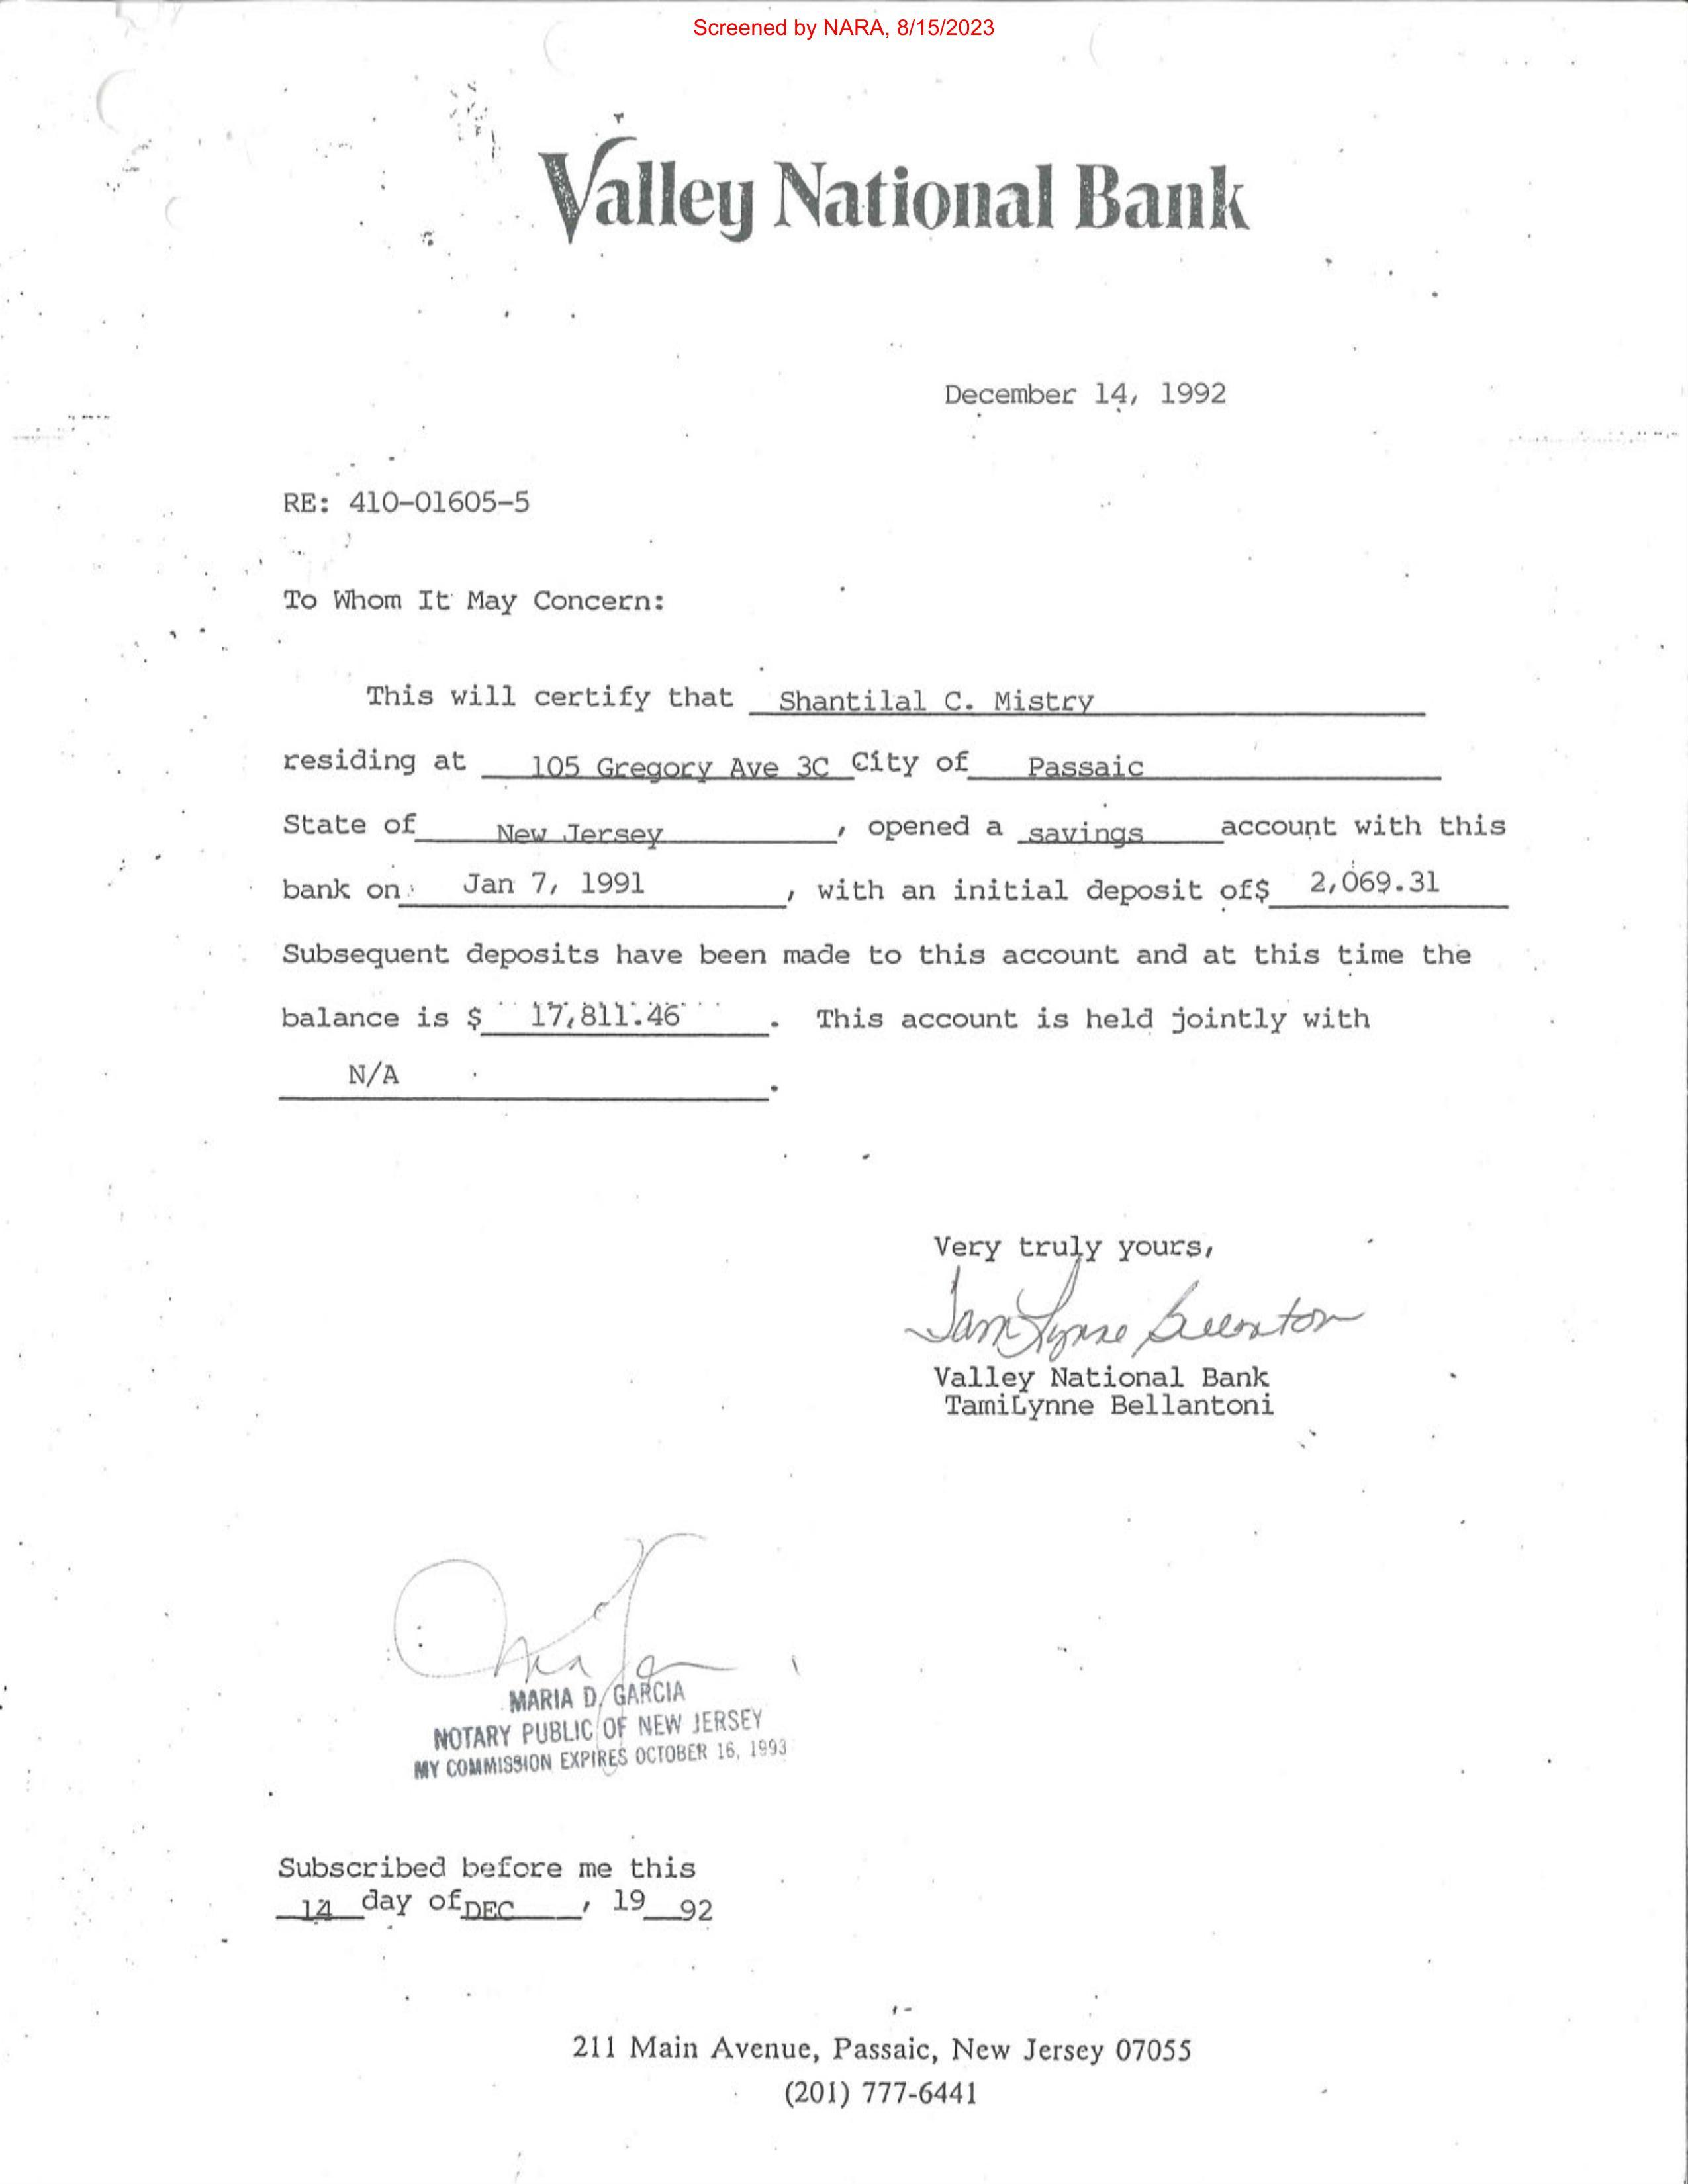 Screened by NARA, 8/15/2023
Valley National Bank
December 14, 1992
RE: 410-01605-5
To Whom It May Concern:
This will certify that Shantilal C. Mistry
residing at 105 Gregory Ave 3C City of Passaic
State of New Jersey, opened a savings account with this
bank on Jan 7, 1991, with an initial deposit of$ 2,069.31
Subsequent deposits have been made to this account and at this time the
balance is $ 17,811.46. This account is held jointly with
N/A.
Very truly yours,
TamiLynne Bellantoni
Valley National Bank
TamiLynne Bellantoni
MARIA D. GARCIA
NOTARY PUBLIC OF NEW JERSEY
MY COMMISSION EXPIRES OCTOBER 16, 1993
Subscribed before me this
14 day of DEC, 19 92
211 Main Avenue, Passaic, New Jersey 07055
(201) 777-6441